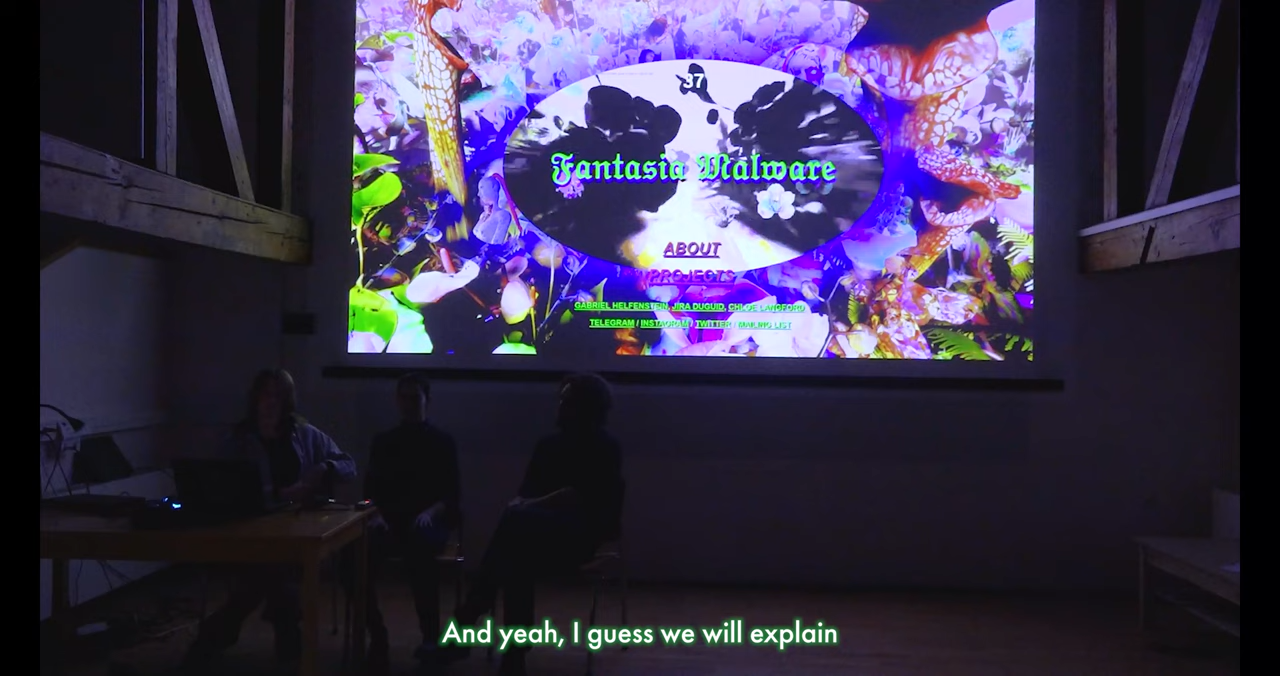 37
Fantasia Malware
ABOUT
PROJECTS
GABRIEL HELFENSTEIN, JIRA DUGUID, CHLOÊ LANGFORD
TELEGRAM / INSTAGRAM / TWITTER / MAILING LIST
And yeah, I guess we will explain